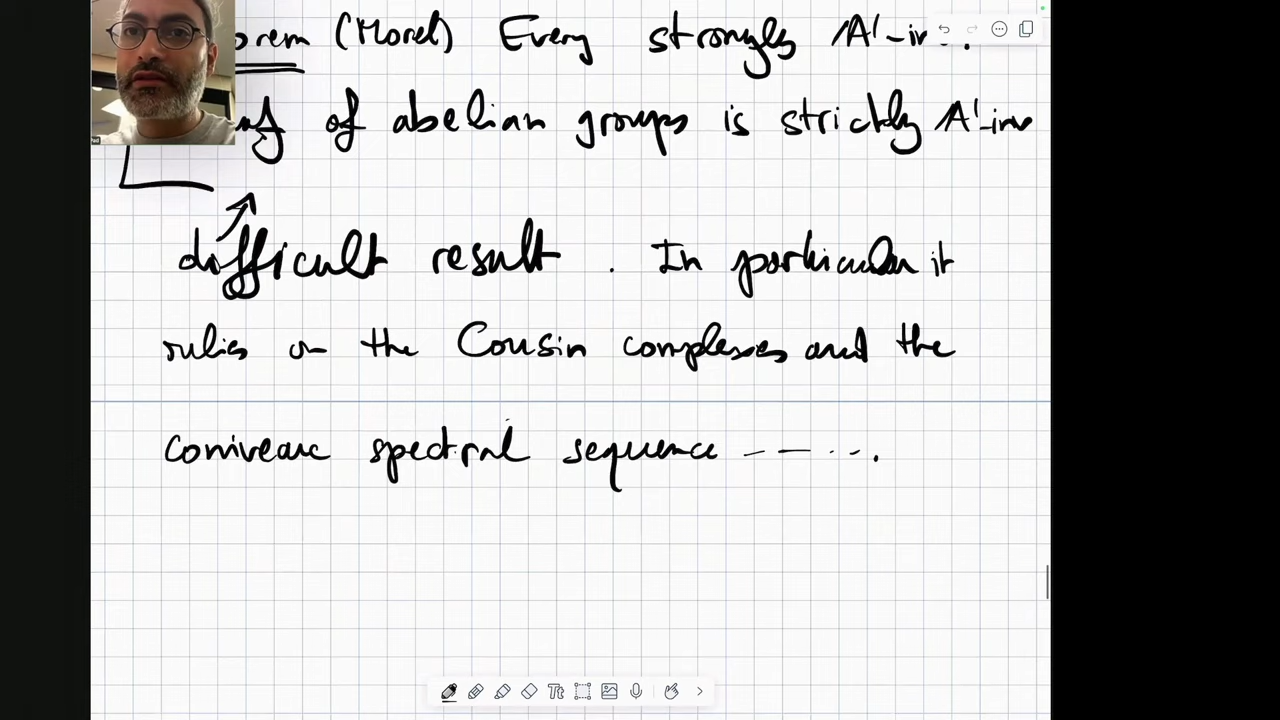 orem (Morel) Every strongly A¹-inv.
of abelian groups is strictly A¹-inv
difficult result. In particular it
relies on the Cousin complexes and the
coniveau spectral sequence - - - - .
Tt